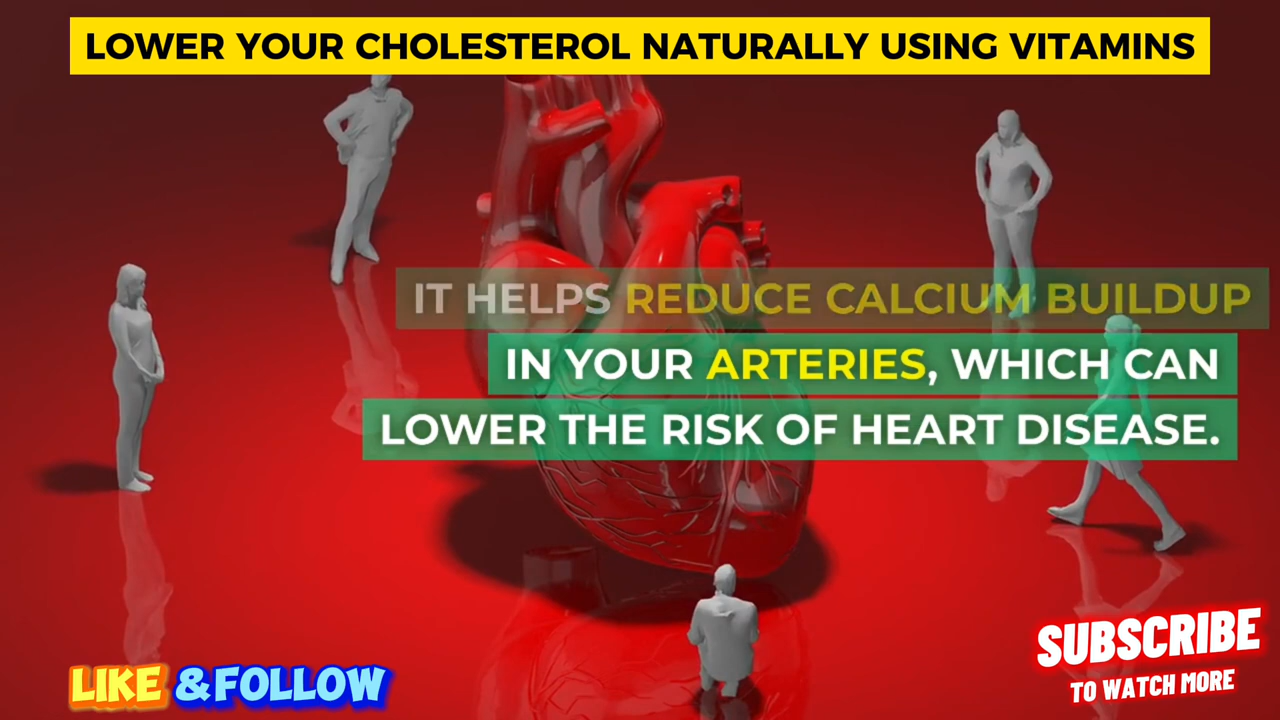 LOWER YOUR CHOLESTEROL NATURALLY USING VITAMINS
IT HELPS REDUCE CALCIUM BUILDUP
IN YOUR ARTERIES, WHICH CAN
LOWER THE RISK OF HEART DISEASE.
LIKE &FOLLOW
SUBSCRIBE
TO WATCH MORE